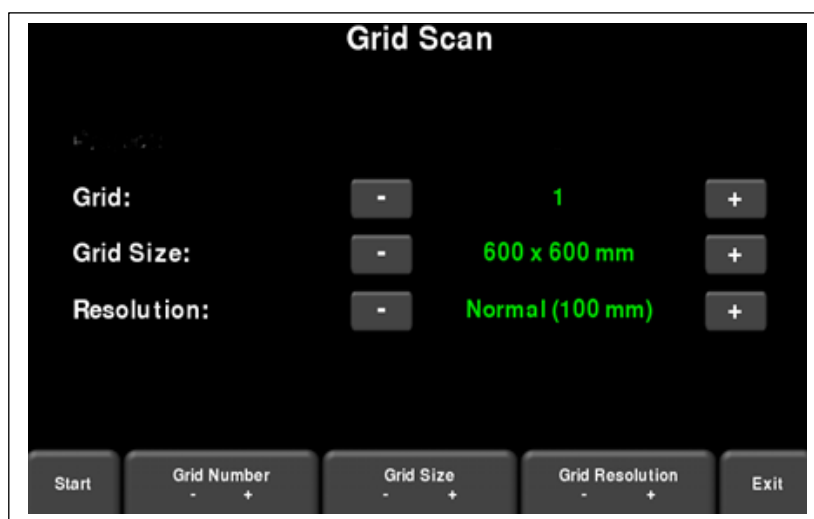 Grid Scan
Grid: - 1 +
Grid Size: - 600 x 600 mm +
Resolution: - Normal (100 mm) +
Start Grid Number Grid Size Grid Resolution Exit
- + - + - +